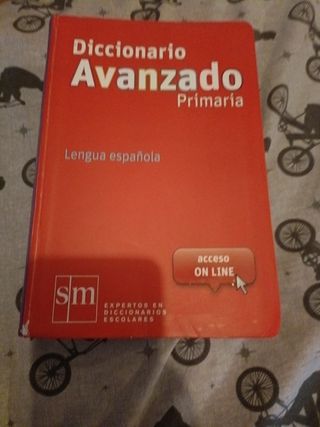 Diccionario
Avanzado
Primaria
Lengua española
acceso
ON LINE
sm
EXPERTOS EN
DICCIONARIOS
ESCOLARES